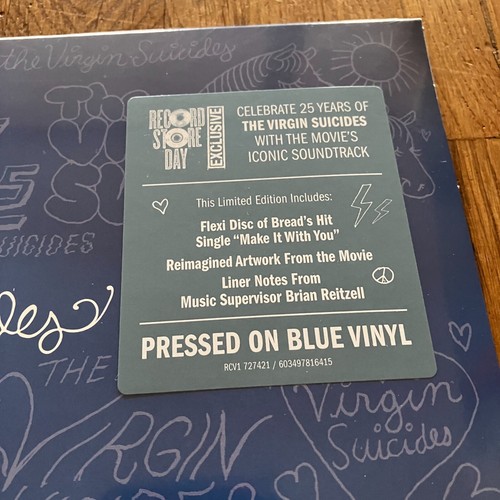 the Virgin Suicides
RECORD
STORE
DAY
EXCLUSIVE
CELEBRATE 25 YEARS OF
THE VIRGIN SUICIDES
WITH THE MOVIE'S
ICONIC SOUNDTRACK
This Limited Edition Includes:
Flexi Disc of Bread's Hit
Single "Make It With You"
Reimagined Artwork From the Movie
Liner Notes From
Music Supervisor Brian Reitzell
PRESSED ON BLUE VINYL
RCV1 727421 / 603497816415
UICIDES
des
THE
VIRGIN
Virgin
Suicides